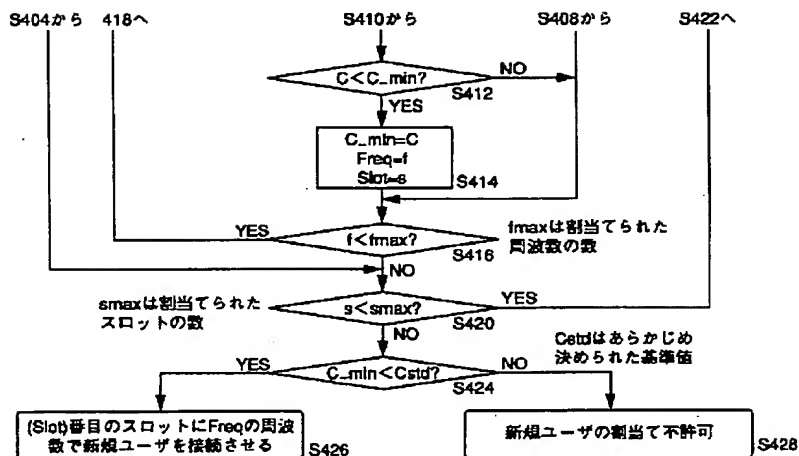 S404から 418へ S410から S408から S422へ
C<C_min?
NO
S412
YES
C_min=C
Freq=f
Slot=s
S414
YES
f<fmax?
S416
fmaxは割当てられた
周波数の数
NO
smaxは割当てられた
スロットの数
s<smax?
YES
S420
NO
Cstdはあらかじめ
決められた基準値
YES
C_min<Cstd?
NO
S424
(Slot)番目のスロットにFreqの周波
数で新規ユーザを接続させる
S426
新規ユーザの割当て不許可
S428